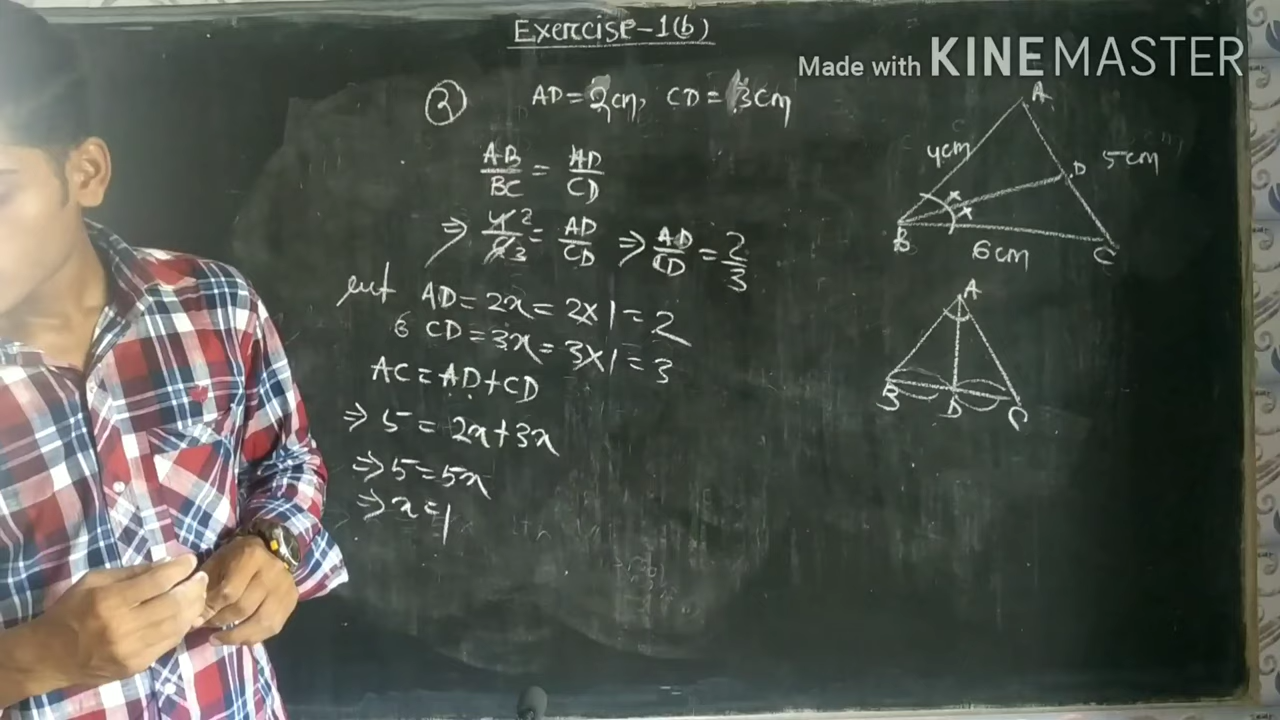 Exercise-1(b)
Made with KINEMASTER
② AD = 2cm, CD = 3cm
AB/BC = AD/CD
⇒ 4 2/6 3 = AD/CD ⇒ AD/CD = 2/3
AD = 2x = 2×1 = 2
CD = 3x = 3×1 = 3
AC = AD + CD
⇒ 5 = 2x + 3x
⇒ 5 = 5x
⇒ x = 1
A
4cm
D
5cm
B
6cm
C
A
B
D
C